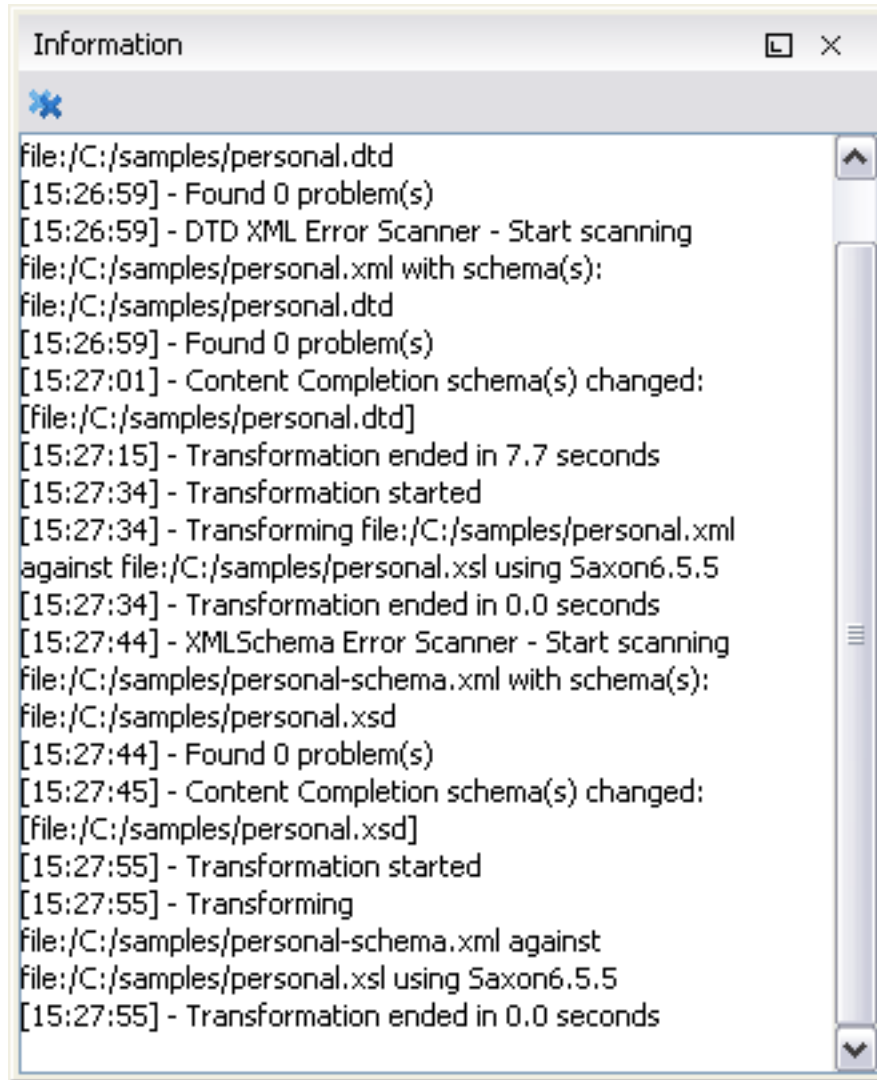 Information
file:/C:/samples/personal.dtd
[15:26:59] - Found 0 problem(s)
[15:26:59] - DTD XML Error Scanner - Start scanning
file:/C:/samples/personal.xml with schema(s):
file:/C:/samples/personal.dtd
[15:26:59] - Found 0 problem(s)
[15:27:01] - Content Completion schema(s) changed:
[file:/C:/samples/personal.dtd]
[15:27:15] - Transformation ended in 7.7 seconds
[15:27:34] - Transformation started
[15:27:34] - Transforming file:/C:/samples/personal.xml
against file:/C:/samples/personal.xsl using Saxon6.5.5
[15:27:34] - Transformation ended in 0.0 seconds
[15:27:44] - XMLSchema Error Scanner - Start scanning
file:/C:/samples/personal-schema.xml with schema(s):
file:/C:/samples/personal.xsd
[15:27:44] - Found 0 problem(s)
[15:27:45] - Content Completion schema(s) changed:
[file:/C:/samples/personal.xsd]
[15:27:55] - Transformation started
[15:27:55] - Transforming
file:/C:/samples/personal-schema.xml against
file:/C:/samples/personal.xsl using Saxon6.5.5
[15:27:55] - Transformation ended in 0.0 seconds